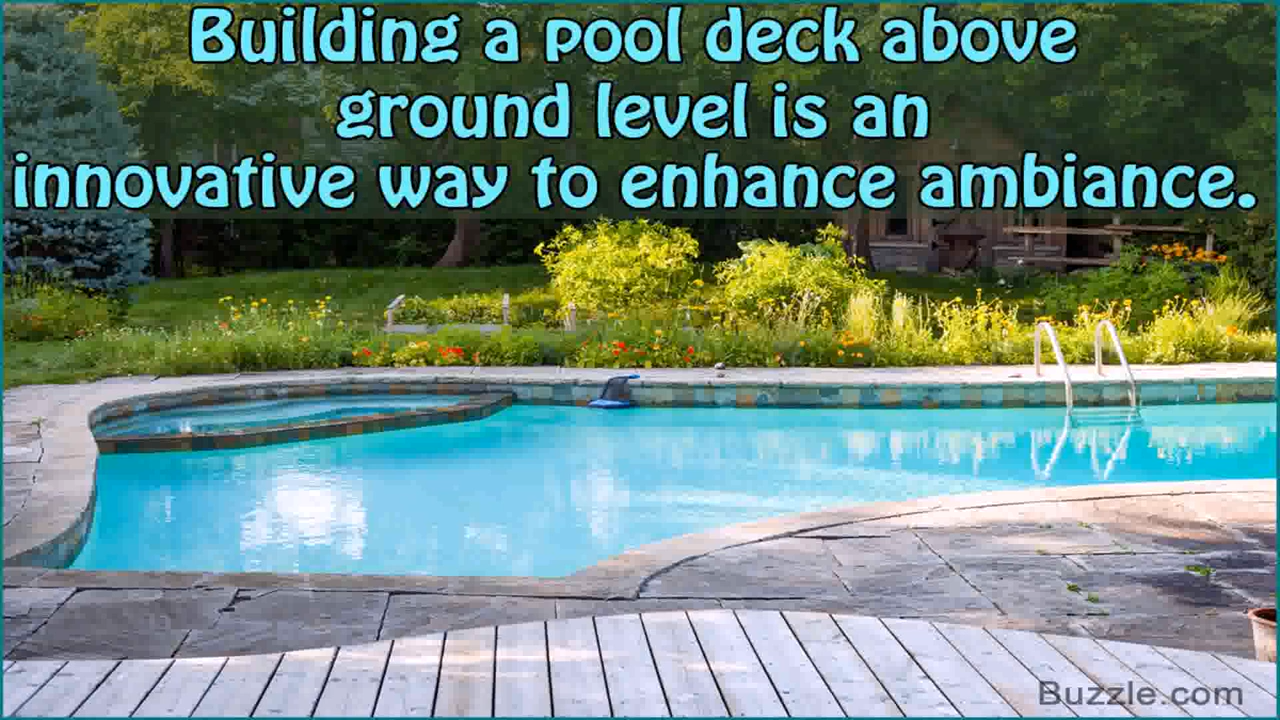 Building a pool deck above
ground level is an
innovative way to enhance ambiance.
Buzzle.com